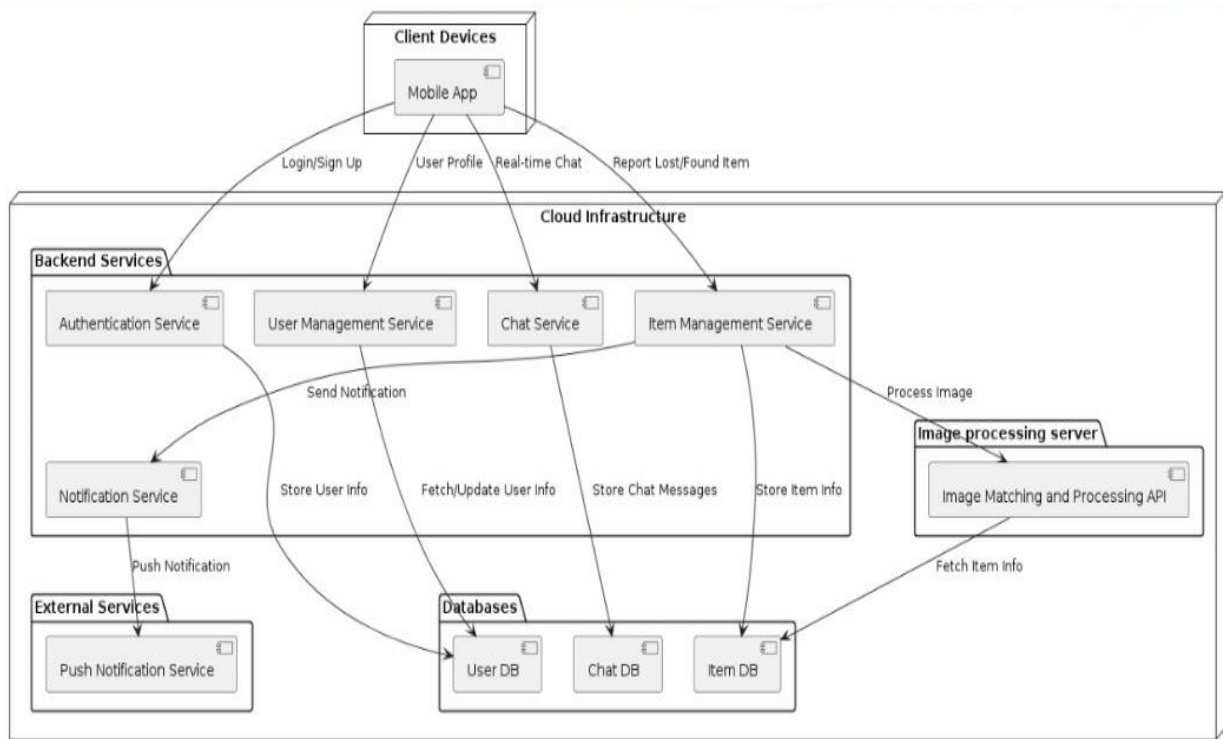 Client Devices
Mobile App
Login/Sign Up
User Profile
Real-time Chat
Report Lost/Found Item
Cloud Infrastructure
Backend Services
Authentication Service
User Management Service
Chat Service
Item Management Service
Send Notification
Process Image
Image processing server
Notification Service
Store User Info
Fetch/Update User Info
Store Chat Messages
Store Item Info
Image Matching and Processing API
Push Notification
Fetch Item Info
External Services
Databases
Push Notification Service
User DB
Chat DB
Item DB